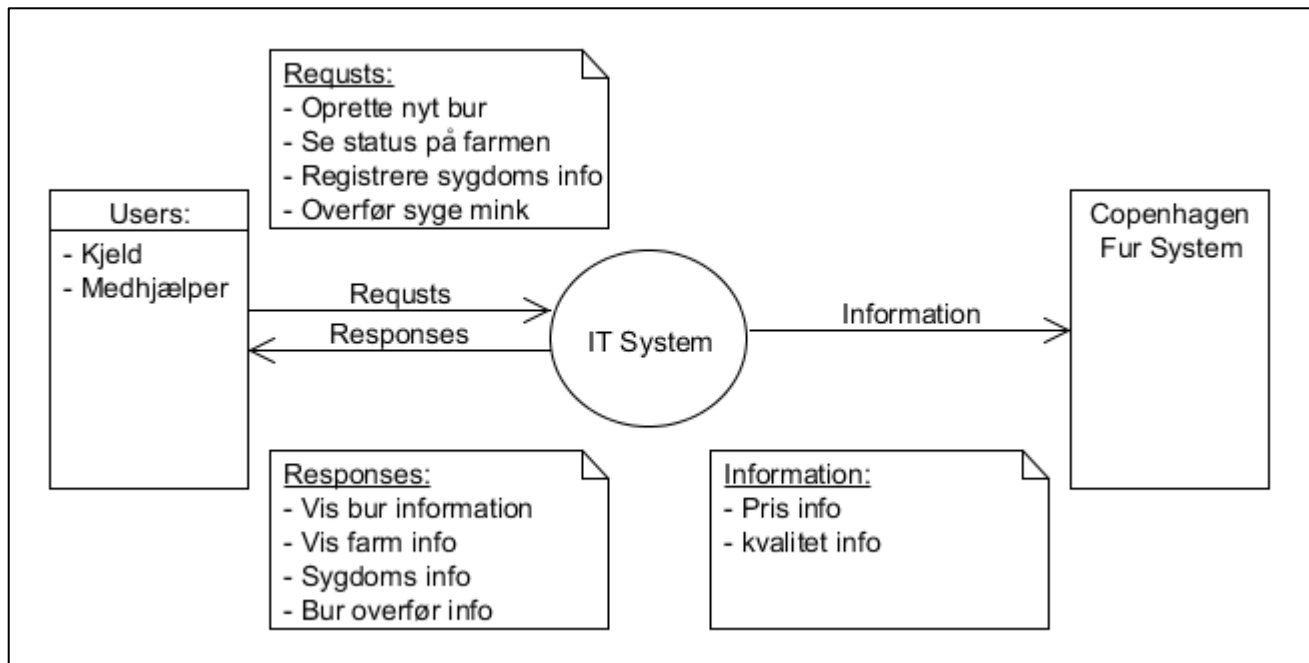 Requsts:
- Oprette nyt bur
- Se status på farmen
- Registrere sygdoms info
- Overfør syge mink
Users:
- Kjeld
- Medhjælper
Requsts
Responses
IT System
Information
Copenhagen
Fur System
Responses:
- Vis bur information
- Vis farm info
- Sygdoms info
- Bur overfør info
Information:
- Pris info
- kvalitet info